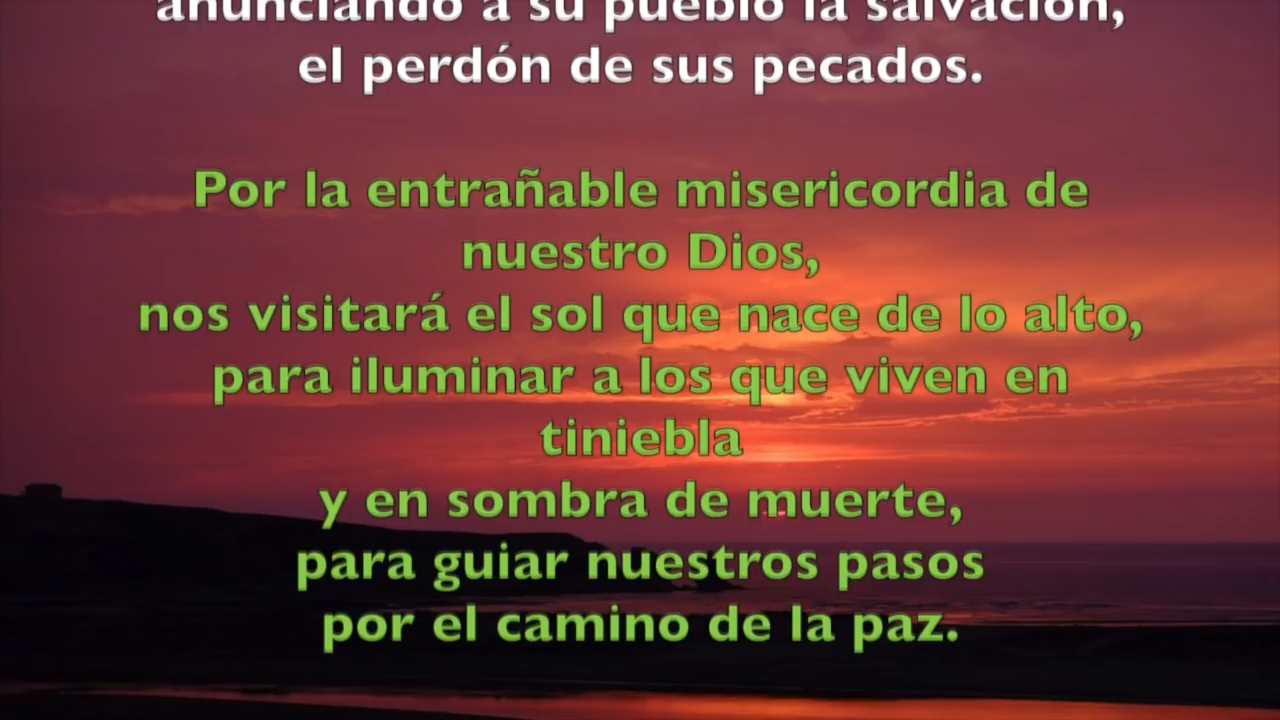 anunciando a su pueblo la salvación,
el perdón de sus pecados.
Por la entrañable misericordia de
nuestro Dios,
nos visitará el sol que nace de lo alto,
para iluminar a los que viven en
tiniebla
y en sombra de muerte,
para guiar nuestros pasos
por el camino de la paz.